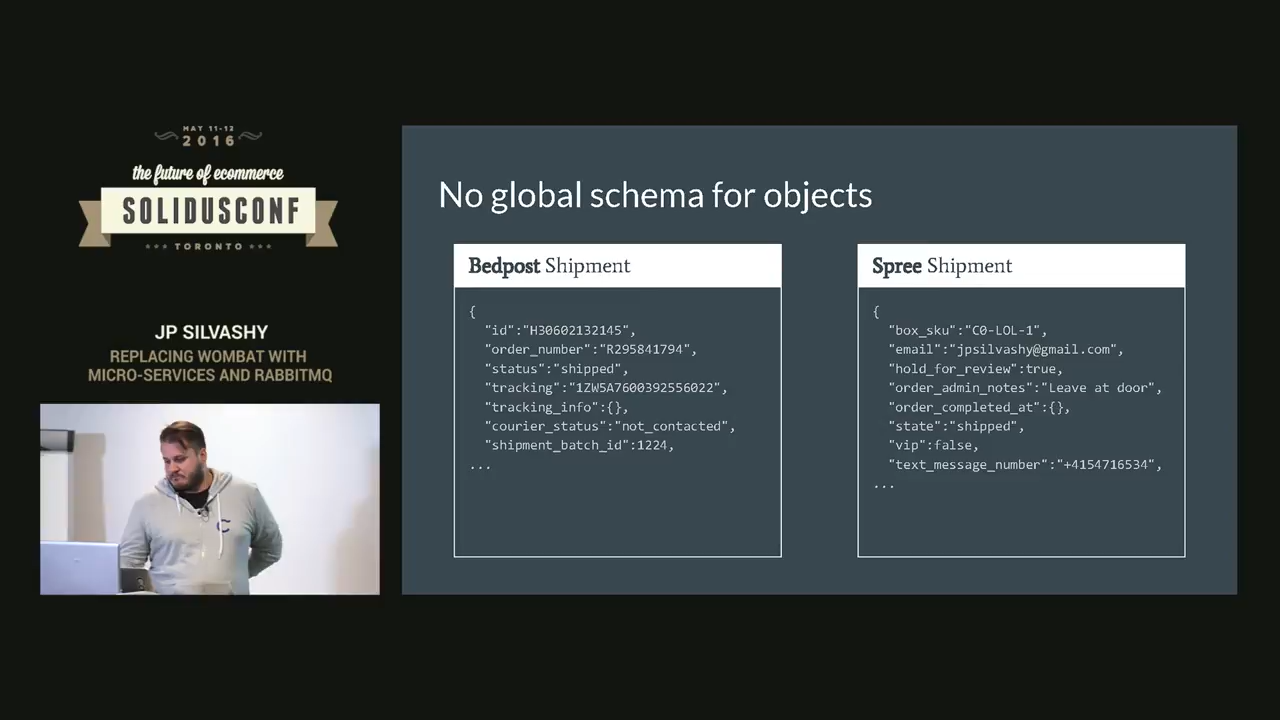 MAY 11-12
2016
the future of ecommerce
SOLIDUSCONF
TORONTO
JP SILVASHY
REPLACING WOMBAT WITH
MICRO-SERVICES AND RABBITMQ
C
No global schema for objects
Bedpost Shipment
{
"id":"H30602132145",
"order_number":"R295841794",
"status":"shipped",
"tracking":"1ZW5A7600392556022",
"tracking_info":{},
"courier_status":"not_contacted",
"shipment_batch_id":1224,
...
Spree Shipment
{
"box_sku":"C0-LOL-1",
"email":"jpsilvashy@gmail.com",
"hold_for_review":true,
"order_admin_notes":"Leave at door",
"order_completed_at":{},
"state":"shipped",
"vip":false,
"text_message_number":"+4154716534",
...